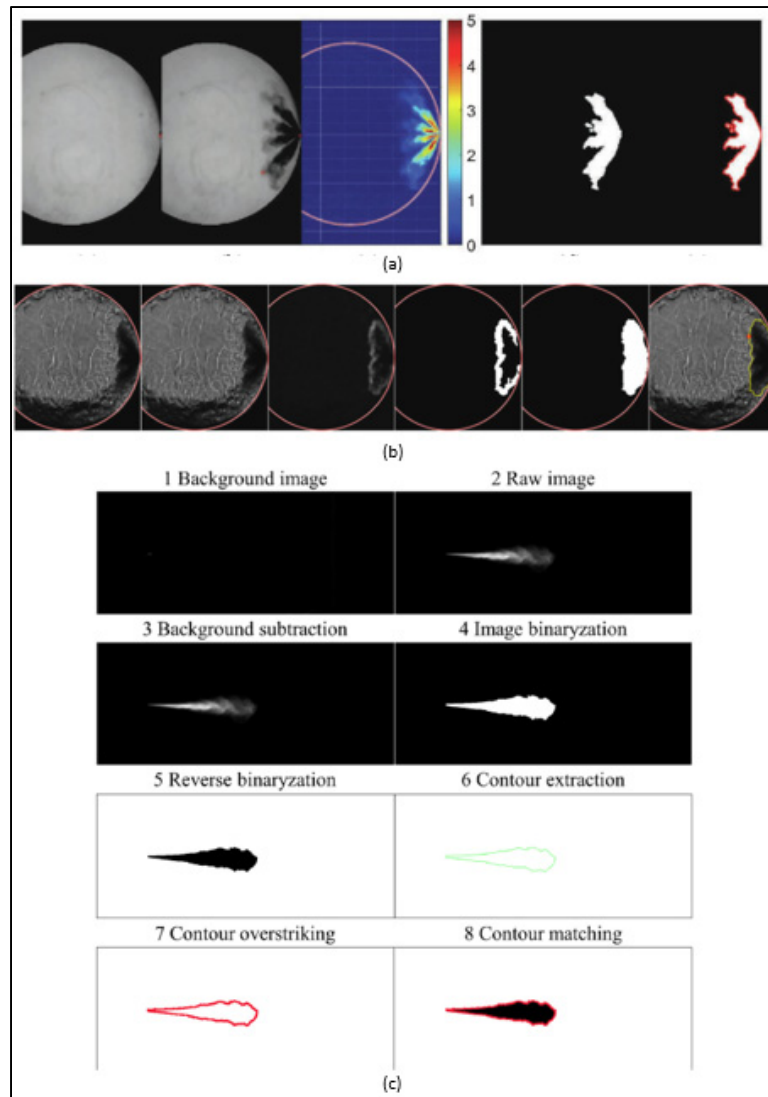 5
4
3
2
1
0
(a)
(b)
1 Background image
2 Raw image
3 Background subtraction
4 Image binaryzation
5 Reverse binaryzation
6 Contour extraction
7 Contour overstriking
8 Contour matching
(c)